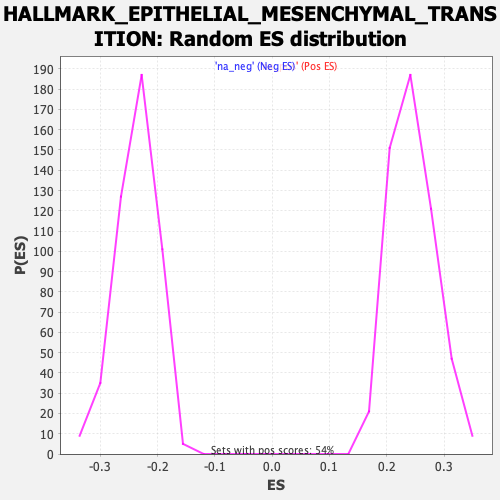 HALLMARK_EPITHELIAL_MESENCHYMAL_TRANS
ITION: Random ES distribution
'na_neg' (Neg ES)' (Pos ES)
190
180
170
160
150
140
130
120
110
100
90
80
70
60
50
40
30
20
10
0
P(ES)
Sets with pos scores: 54%
-0.3 -0.2 -0.1 0.0 0.1 0.2 0.3
ES